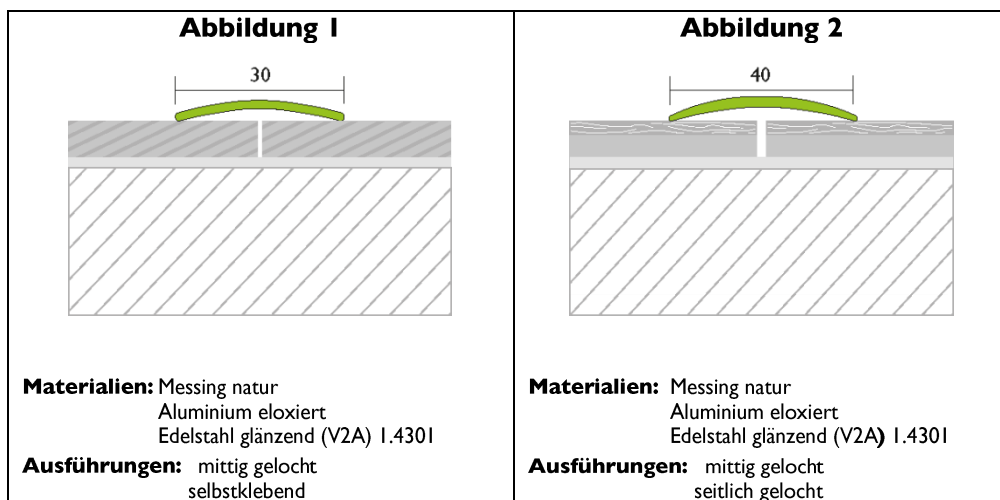 Abbildung 1
30
Materialien: Messing natur
Aluminium eloxiert
Edelstahl glänzend (V2A) 1.4301
Ausführungen: mittig gelocht
selbstklebend
Abbildung 2
40
Materialien: Messing natur
Aluminium eloxiert
Edelstahl glänzend (V2A) 1.4301
Ausführungen: mittig gelocht
seitlich gelocht